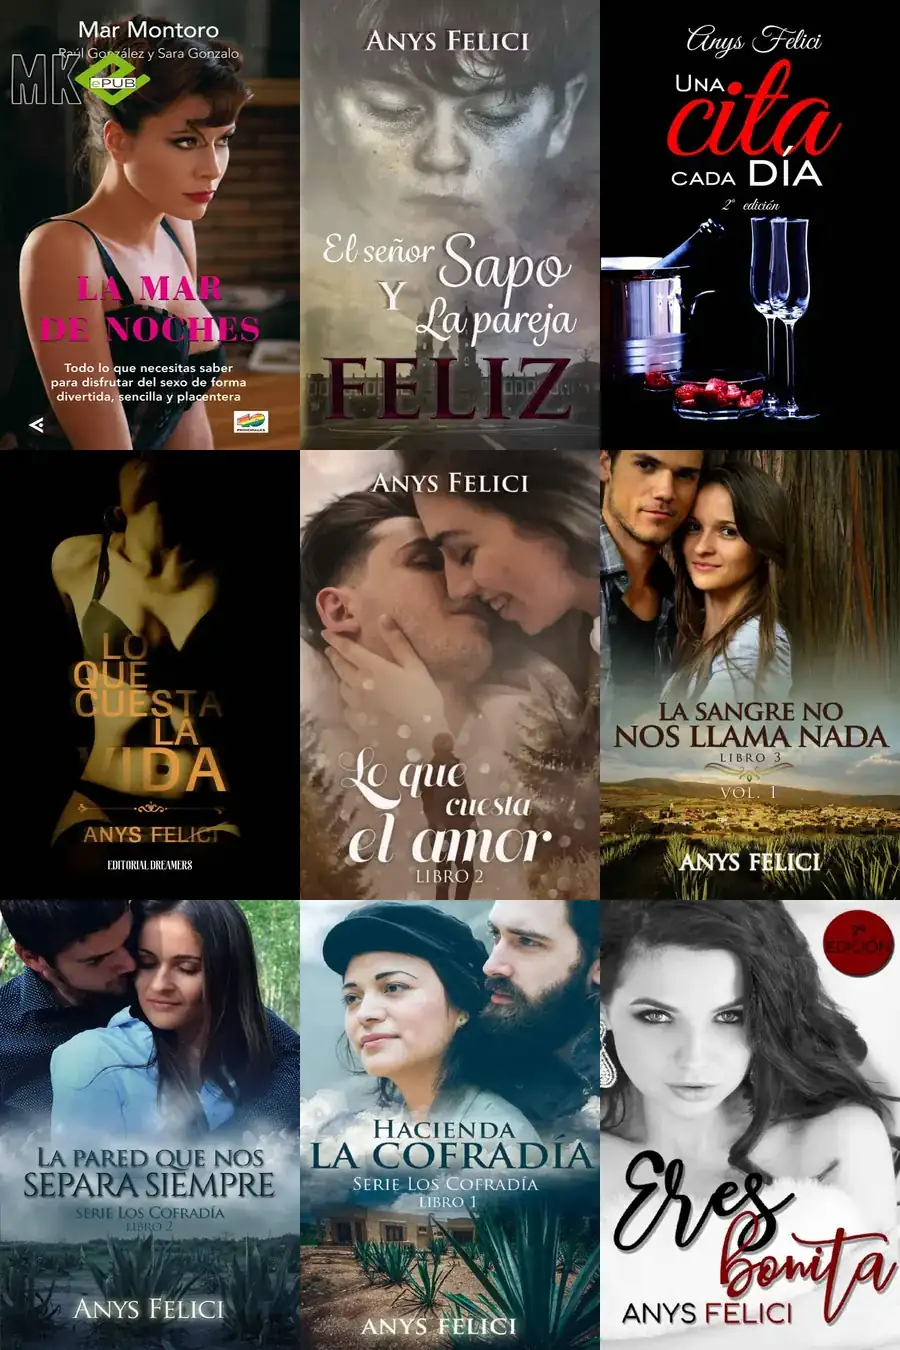 Mar Montoro
Raúl González y Sara Gonzalo
MK
ePUB
LA MAR
DE NOCHES
Todo lo que necesitas saber
para disfrutar del sexo de forma
divertida, sencilla y placentera
40
PRINCIPALES
ANYS FELICI
El señor
Sapo
Y
La pareja
FELIZ
Anys Felici
UNA
cita
CADA DÍA
2ª edición
LO
QUE
CUESTA
LA
VIDA
ANYS FELICI
EDITORIAL DREAMERS
ANYS FELICI
Lo que
cuesta
el amor
LIBRO 2
LA SANGRE NO
NOS LLAMA NADA
LIBRO 3
VOL. 1
ANYS FELICI
LA PARED QUE NOS
SEPARA SIEMPRE
SERIE LOS COFRADÍA
LIBRO 2
ANYS FELICI
HACIENDA
LA COFRADÍA
SERIE LOS COFRADÍA
LIBRO 1
ANYS FELICI
2ª
EDICIÓN
Eres
bonita
ANYS FELICI